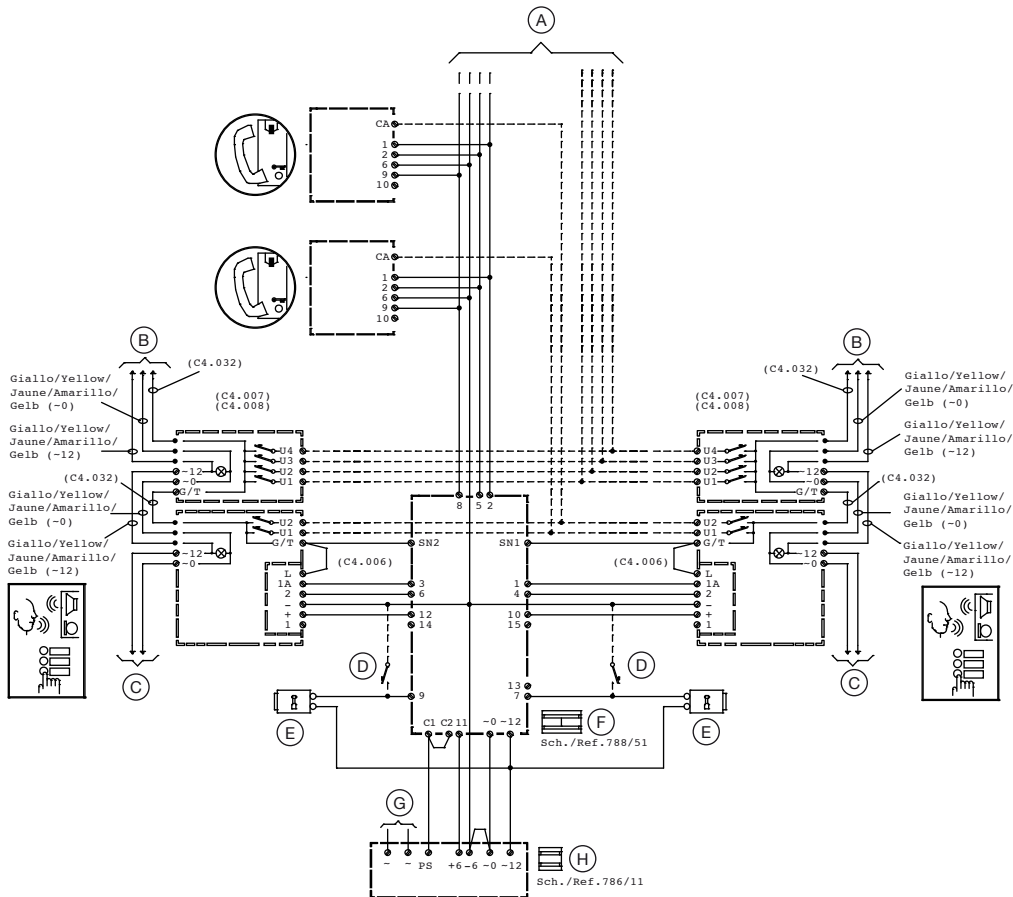 A
CA
1
2
6
9
10
CA
1
2
6
9
10
B
(C4.032)
Giallo/Yellow/
Jaune/Amarillo/
Gelb (~0)
(C4.007)
(C4.008)
Giallo/Yellow/
Jaune/Amarillo/
Gelb (~12)
U4
U3
U2
U1
~12
~0
G/T
(C4.032)
Giallo/Yellow/
Jaune/Amarillo/
Gelb (~0)
Giallo/Yellow/
Jaune/Amarillo/
Gelb (~12)
U2
U1
G/T
~12
~0
(C4.006)
L
1A
2
-
+
1
C
D
E
8 5 2
SN2 SN1
3 1
6 4
12 10
14 15
13
9 7
C1 C2 11 ~0 ~12
F
Sch./Ref.788/51
B
(C4.032)
Giallo/Yellow/
Jaune/Amarillo/
Gelb (~0)
(C4.007)
(C4.008)
Giallo/Yellow/
Jaune/Amarillo/
Gelb (~12)
U4
U3
U2
U1
~12
~0
G/T
(C4.032)
Giallo/Yellow/
Jaune/Amarillo/
Gelb (~0)
Giallo/Yellow/
Jaune/Amarillo/
Gelb (~12)
U2
U1
G/T
~12
~0
(C4.006)
L
1A
2
-
+
1
C
D
E
G
~ ~ PS +6 -6 ~0 ~12
H
Sch./Ref.786/11